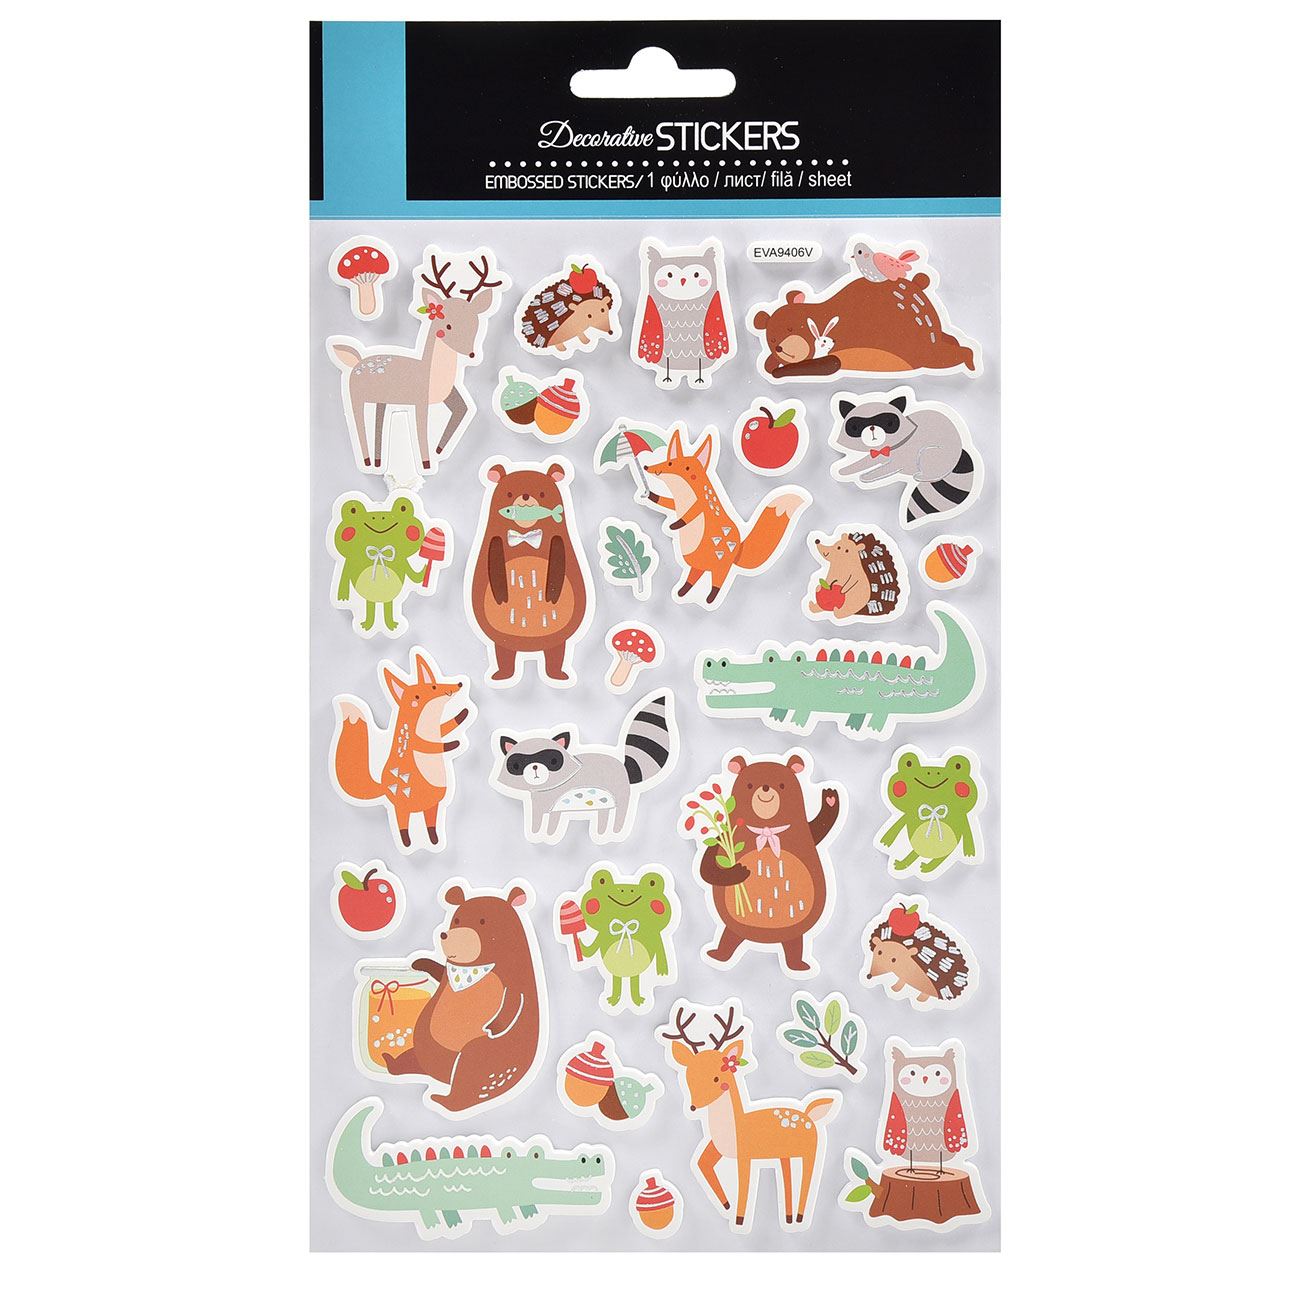 Decorative STICKERS
EMBOSSED STICKERS/ 1 φύλλο / лист/ filă / sheet
EVA9406V